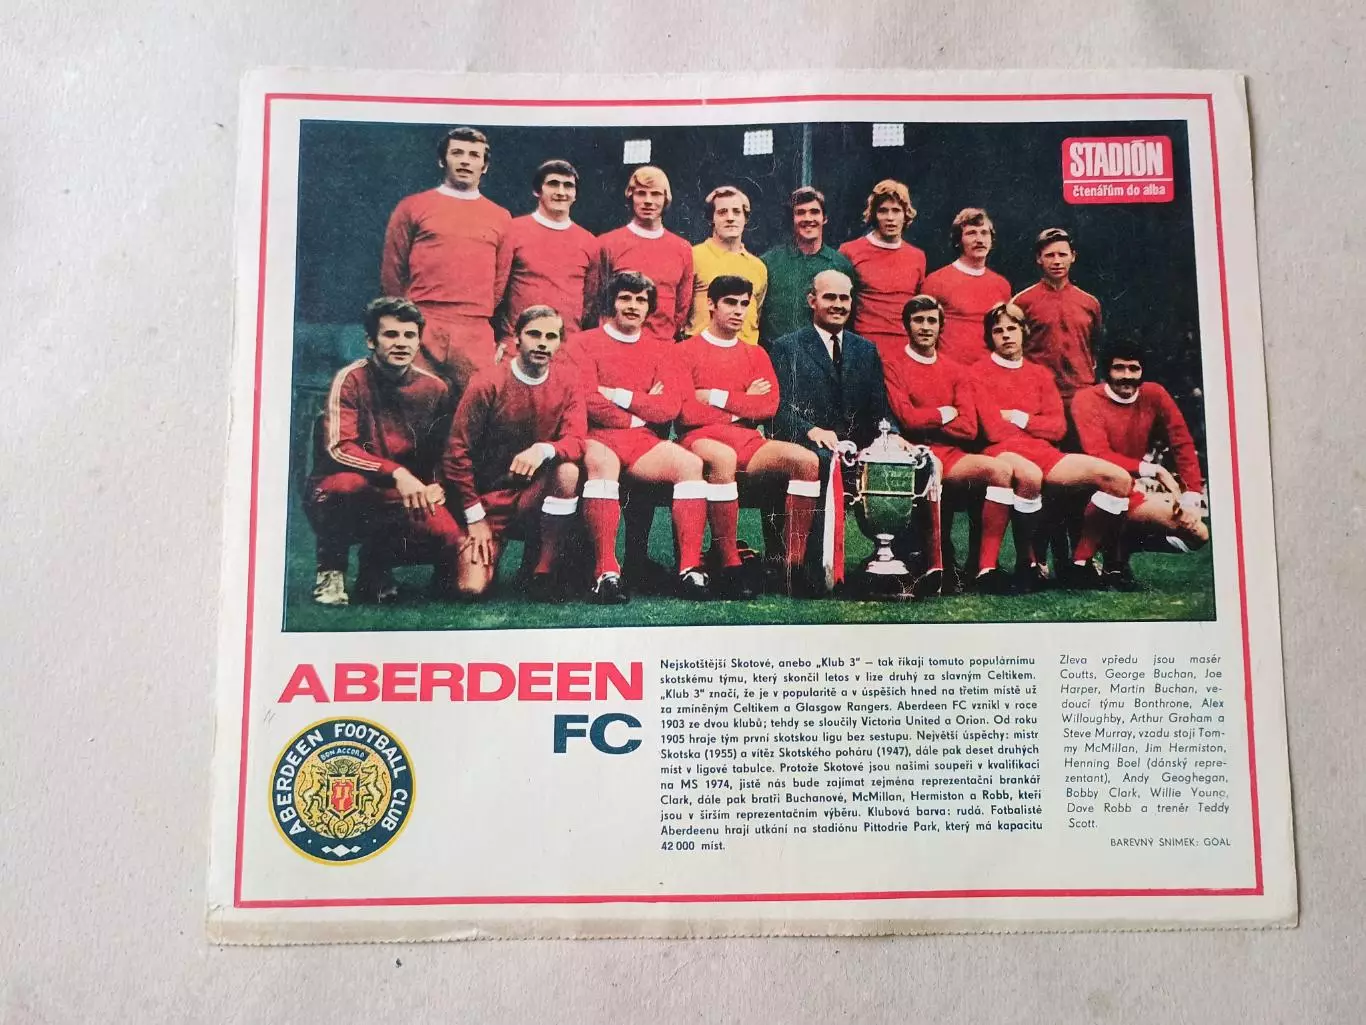 STADIÓN
čtenářům do alba
ABERDEEN
FC
ABERDEEN FOOTBALL CLUB
BON ACCORD
Nejskotštější Skotové, anebo „Klub 3" — tak říkají tomuto populárnímu
skotskému týmu, který skončil letos v lize druhý za slavným Celtikem.
„Klub 3" značí, že je v popularitě a v úspěších hned na třetím místě už
za zmíněným Celtikem a Glasgow Rangers. Aberdeen FC vznikl v roce
1903 ze dvou klubů; tehdy se sloučily Victoria United a Orion. Od roku
1905 hraje tým první skotskou ligu bez sestupu. Největší úspěchy: mistr
Skotska (1955) a vítěz Skotského poháru (1947), dále pak deset druhých
míst v ligové tabulce. Protože Skotové jsou našimi soupeři v kvalifikaci
na MS 1974, jistě nás bude zajímat zejména reprezentační brankář
Clark, dále pak bratři Buchanové, McMillan, Hermiston a Robb, kteří
jsou v širším reprezentačním výběru. Klubová barva: rudá. Fotbalisté
Aberdeenu hrají utkání na stadiónu Pittodrie Park, který má kapacitu
42 000 míst.
Zleva vpředu jsou masér
Coutts, George Buchan, Joe
Harper, Martin Buchan, ve-
doucí týmu Bonthrone, Alex
Willoughby, Arthur Graham a
Steve Murray, vzadu stojí Tom-
my McMillan, Jim Hermiston,
Henning Boel (dánský repre-
zentant), Andy Geoghegan,
Bobby Clark, Willie Young,
Dave Robb a trenér Teddy
Scott.
BAREVNÝ SNÍMEK: GOAL